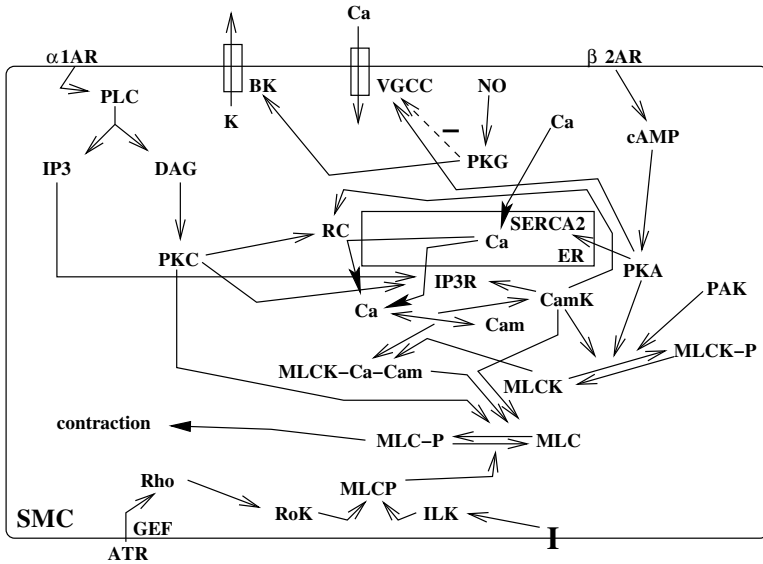 Ca
α1AR
β 2AR
PLC
BK
VGCC
NO
K
Ca
cAMP
IP3
DAG
PKG
SERCA2
RC
Ca
ER
PKC
PKA
IP3R
CamK
PAK
Ca
Cam
MLCK–P
MLCK–Ca–Cam
MLCK
contraction
MLC–P
MLC
Rho
MLCP
SMC
RoK
ILK
GEF
I
ATR